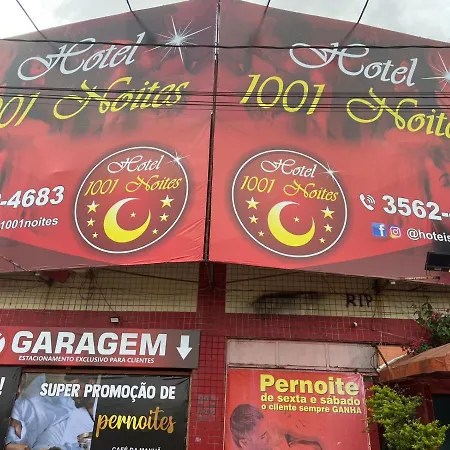 Hotel
1001 Noites
Hotel
1001 Noites
Hotel
1001 Noites
-4683
1001noites
Hotel
1001 Noites
3562-
RIP
GARAGEM
ESTACIONAMENTO EXCLUSIVO PARA CLIENTES
SUPER PROMOÇÃO DE
pernoites
Pernoite
de sexta e sábado
o cliente sempre GANHA